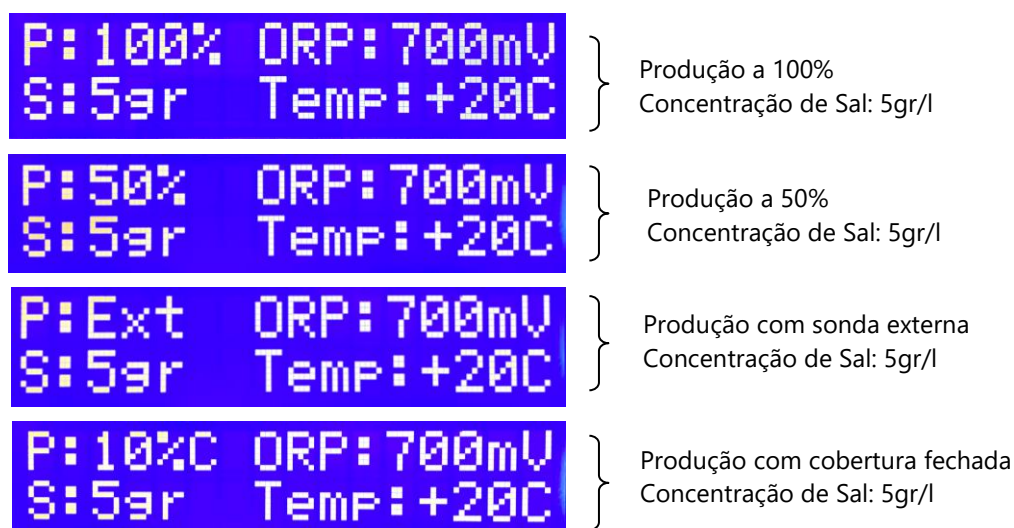 P:100% ORP:700mV
S:5gr Temp:+20C
Produção a 100%
Concentração de Sal: 5gr/l
P:50% ORP:700mV
S:5gr Temp:+20C
Produção a 50%
Concentração de Sal: 5gr/l
P:Ext ORP:700mV
S:5gr Temp:+20C
Produção com sonda externa
Concentração de Sal: 5gr/l
P:10%C ORP:700mV
S:5gr Temp:+20C
Produção com cobertura fechada
Concentração de Sal: 5gr/l